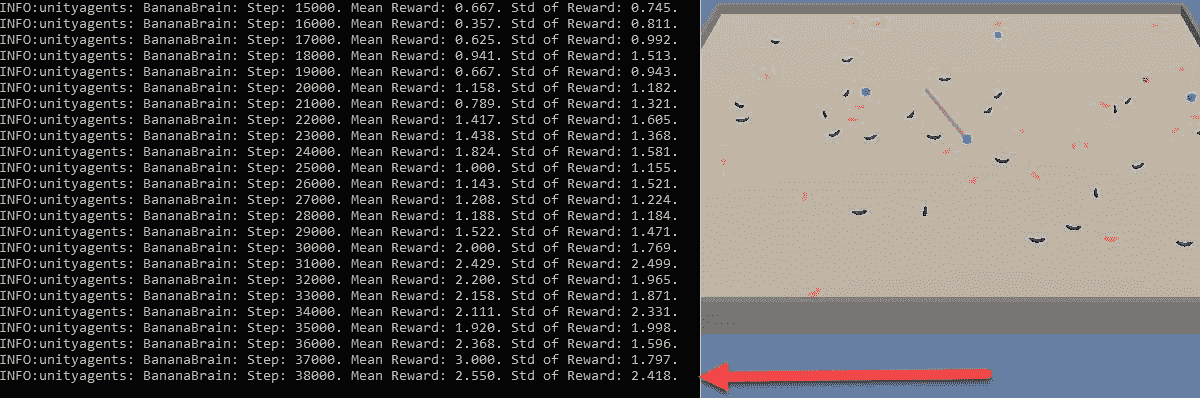 INFO:unityagents: BananaBrain: Step: 15000. Mean Reward: 0.667. Std of Reward: 0.745.
INFO:unityagents: BananaBrain: Step: 16000. Mean Reward: 0.357. Std of Reward: 0.811.
INFO:unityagents: BananaBrain: Step: 17000. Mean Reward: 0.625. Std of Reward: 0.992.
INFO:unityagents: BananaBrain: Step: 18000. Mean Reward: 0.941. Std of Reward: 1.513.
INFO:unityagents: BananaBrain: Step: 19000. Mean Reward: 0.667. Std of Reward: 0.943.
INFO:unityagents: BananaBrain: Step: 20000. Mean Reward: 1.158. Std of Reward: 1.182.
INFO:unityagents: BananaBrain: Step: 21000. Mean Reward: 0.789. Std of Reward: 1.321.
INFO:unityagents: BananaBrain: Step: 22000. Mean Reward: 1.417. Std of Reward: 1.605.
INFO:unityagents: BananaBrain: Step: 23000. Mean Reward: 1.438. Std of Reward: 1.368.
INFO:unityagents: BananaBrain: Step: 24000. Mean Reward: 1.824. Std of Reward: 1.581.
INFO:unityagents: BananaBrain: Step: 25000. Mean Reward: 1.000. Std of Reward: 1.155.
INFO:unityagents: BananaBrain: Step: 26000. Mean Reward: 1.143. Std of Reward: 1.521.
INFO:unityagents: BananaBrain: Step: 27000. Mean Reward: 1.208. Std of Reward: 1.224.
INFO:unityagents: BananaBrain: Step: 28000. Mean Reward: 1.188. Std of Reward: 1.184.
INFO:unityagents: BananaBrain: Step: 29000. Mean Reward: 1.522. Std of Reward: 1.471.
INFO:unityagents: BananaBrain: Step: 30000. Mean Reward: 2.000. Std of Reward: 1.769.
INFO:unityagents: BananaBrain: Step: 31000. Mean Reward: 2.429. Std of Reward: 2.499.
INFO:unityagents: BananaBrain: Step: 32000. Mean Reward: 2.200. Std of Reward: 1.965.
INFO:unityagents: BananaBrain: Step: 33000. Mean Reward: 2.158. Std of Reward: 1.871.
INFO:unityagents: BananaBrain: Step: 34000. Mean Reward: 2.111. Std of Reward: 2.331.
INFO:unityagents: BananaBrain: Step: 35000. Mean Reward: 1.920. Std of Reward: 1.998.
INFO:unityagents: BananaBrain: Step: 36000. Mean Reward: 2.368. Std of Reward: 1.596.
INFO:unityagents: BananaBrain: Step: 37000. Mean Reward: 3.000. Std of Reward: 1.797.
INFO:unityagents: BananaBrain: Step: 38000. Mean Reward: 2.550. Std of Reward: 2.418.